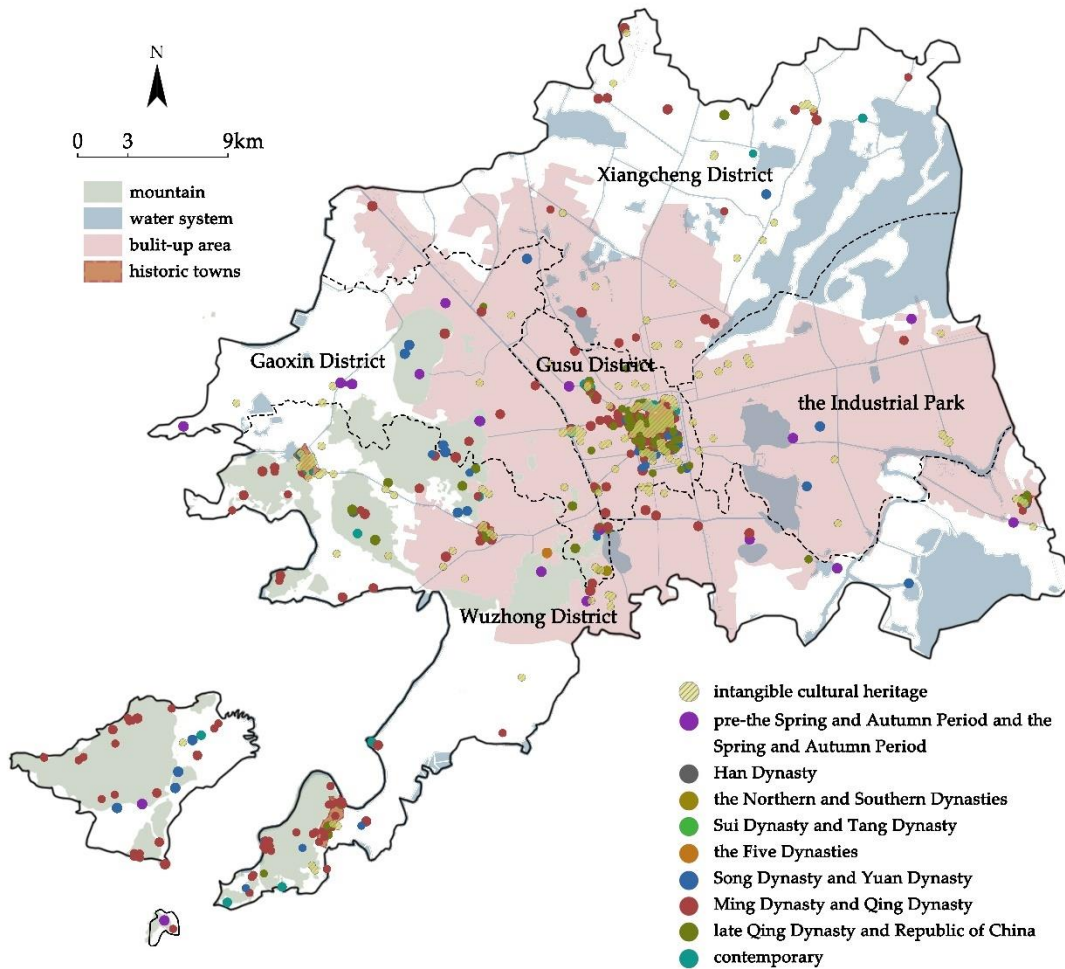 N
0 3 9km
mountain
water system
bulit-up area
historic towns
Xiangcheng District
Gaoxin District
Gusu District
the Industrial Park
Wuzhong District
intangible cultural heritage
pre-the Spring and Autumn Period and the
Spring and Autumn Period
Han Dynasty
the Northern and Southern Dynasties
Sui Dynasty and Tang Dynasty
the Five Dynasties
Song Dynasty and Yuan Dynasty
Ming Dynasty and Qing Dynasty
late Qing Dynasty and Republic of China
contemporary